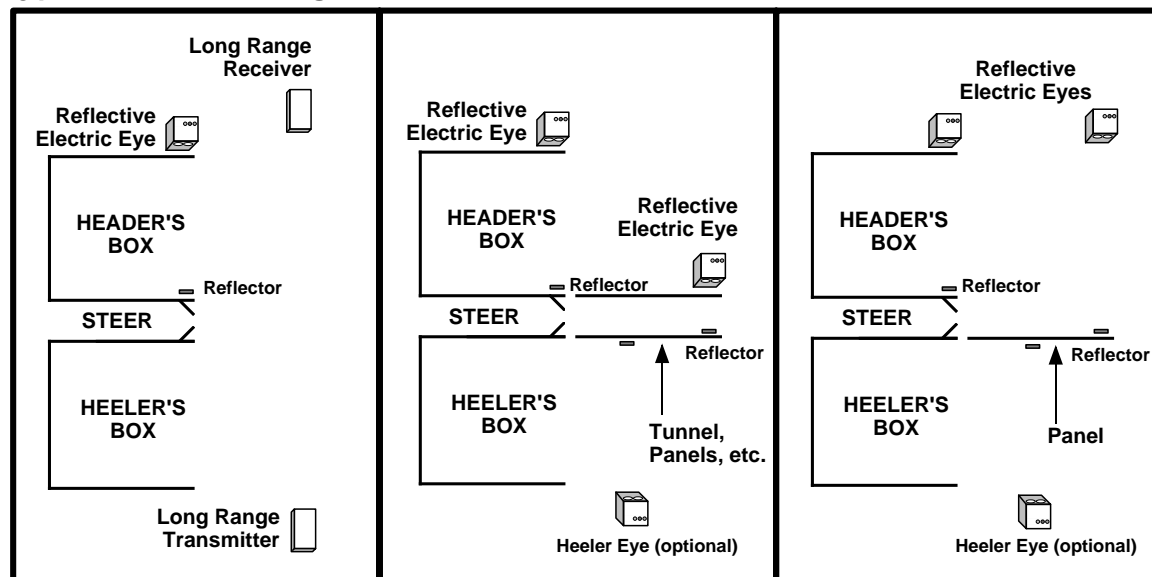 Long Range
Receiver
Reflective
Electric Eye
HEADER'S
BOX
Reflector
STEER
HEELER'S
BOX
Long Range
Transmitter
Reflective
Electric Eye
HEADER'S
BOX
Reflective
Electric Eye
Reflector
STEER
Reflector
HEELER'S
BOX
Tunnel,
Panels, etc.
Heeler Eye (optional)
Reflective
Electric Eyes
HEADER'S
BOX
Reflector
STEER
Reflector
HEELER'S
BOX
Panel
Heeler Eye (optional)